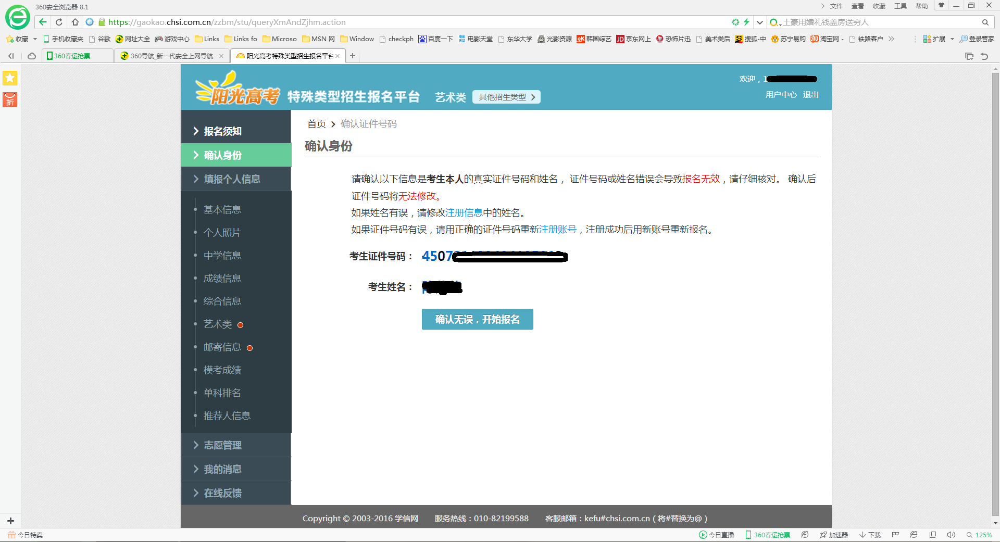 360安全浏览器 8.1
文件 查看 收藏 工具 帮助
https://gaokao.chsi.com.cn/zzbm/stu/queryXmAndZjhm.action
土豪用婚礼钱盖房送穷人
收藏 手机收藏夹 谷歌 网址大全 游戏中心 Links Links fo Microso MSN 网 Window checkph 百度一下 电影天堂 东华大学 光影资源 韩国综艺 京东网上 恐怖片迅 美术类后 搜狐-中 苏宁易购 淘宝网 - 铁路客户 扩展 登录管家
360春运抢票 360导航_新一代安全上网导航 阳光高考特殊类型招生报名平台
折
欢迎，1
阳光高考 特殊类型招生报名平台 艺术类 其他招生类型
用户中心 退出
报名须知
确认身份
填报个人信息
基本信息
个人照片
中学信息
成绩信息
综合信息
艺术类
邮寄信息
模考成绩
单科排名
推荐人信息
志愿管理
我的消息
在线反馈
首页 确认证件号码
确认身份
请确认以下信息是考生本人的真实证件号码和姓名， 证件号码或姓名错误会导致报名无效，请仔细核对。 确认后
证件号码将无法修改。
如果姓名有误，请修改注册信息中的姓名。
如果证件号码有误，请用正确的证件号码重新注册账号，注册成功后用新账号重新报名。
考生证件号码： 4507
考生姓名：
确认无误，开始报名
Copyright © 2003-2016 学信网 服务热线：010-82199588 客服邮箱：kefu#chsi.com.cn（将#替换为@）
今日特卖 今日直播 360春运抢票 加速器 下载 125%